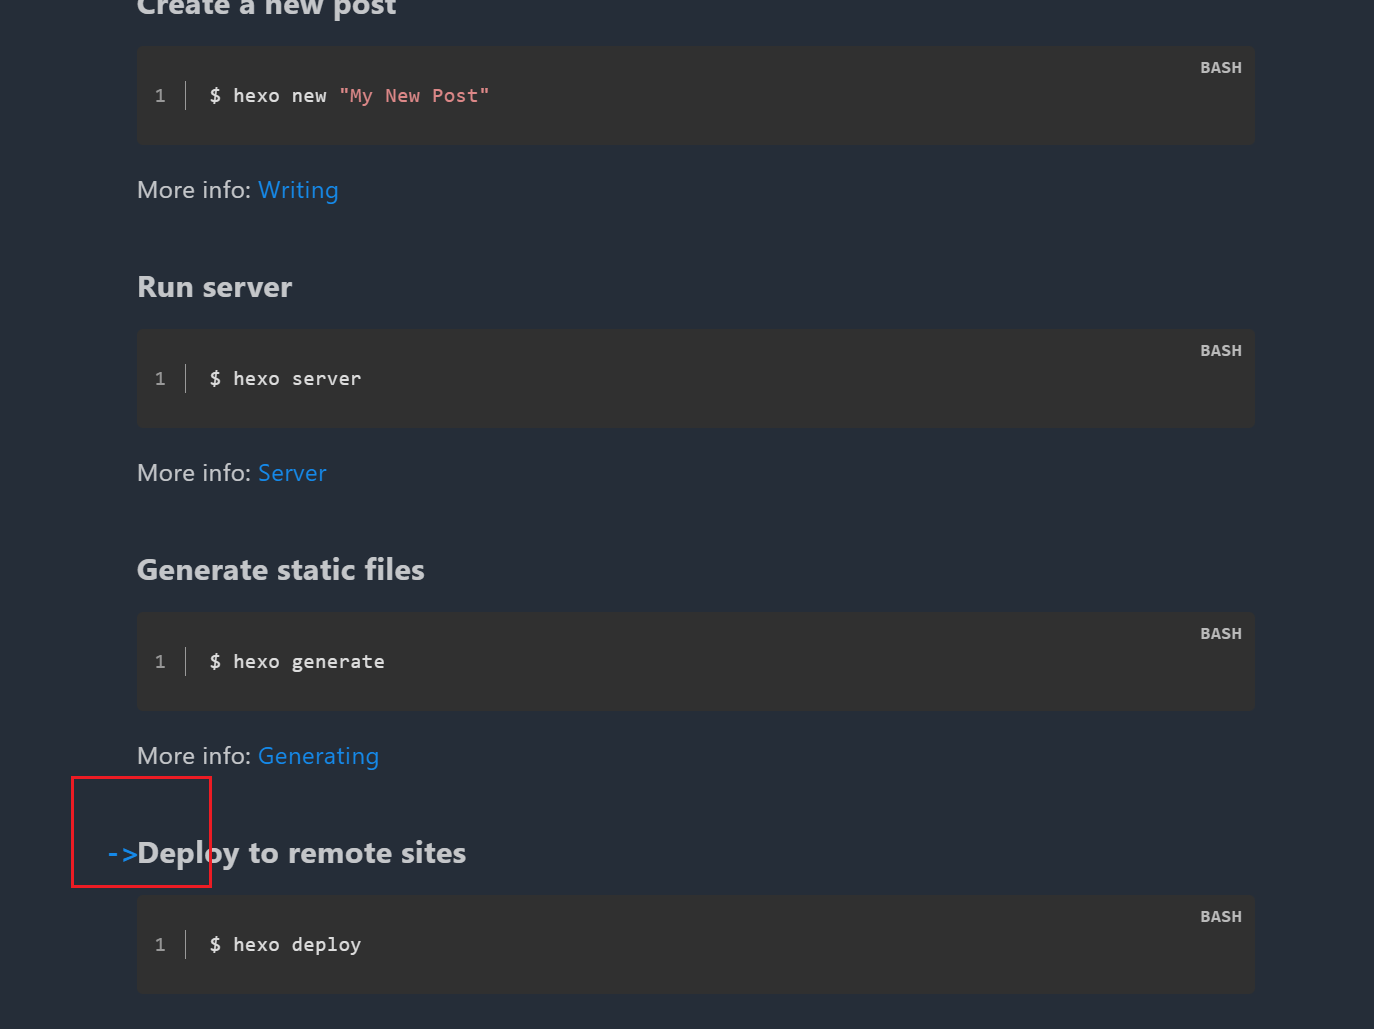 Create a new post
BASH
1 $ hexo new "My New Post"
More info: Writing
Run server
BASH
1 $ hexo server
More info: Server
Generate static files
BASH
1 $ hexo generate
More info: Generating
->Deploy to remote sites
BASH
1 $ hexo deploy